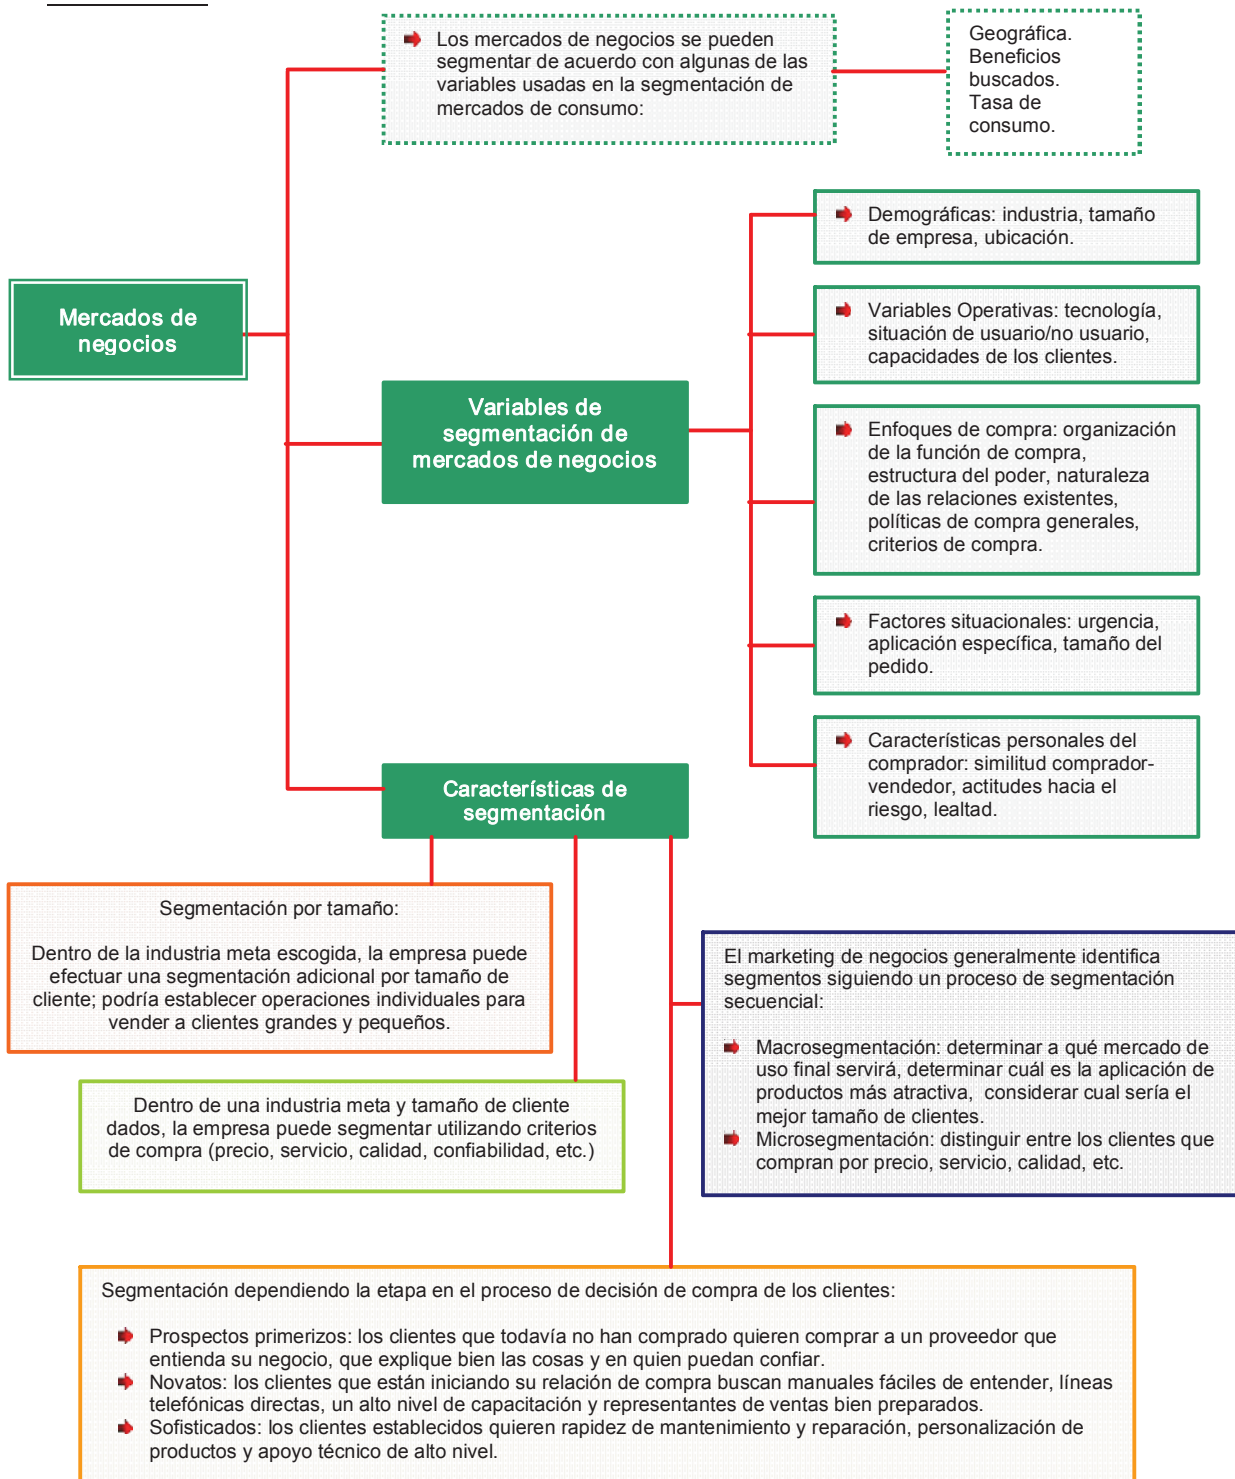 Los mercados de negocios se pueden
segmentar de acuerdo con algunas de las
variables usadas en la segmentación de
mercados de consumo:
Geográfica.
Beneficios
buscados.
Tasa de
consumo.
Mercados de
negocios
Variables de
segmentación de
mercados de negocios
Demográficas: industria, tamaño
de empresa, ubicación.
Variables Operativas: tecnología,
situación de usuario/no usuario,
capacidades de los clientes.
Enfoques de compra: organización
de la función de compra,
estructura del poder, naturaleza
de las relaciones existentes,
políticas de compra generales,
criterios de compra.
Factores situacionales: urgencia,
aplicación específica, tamaño del
pedido.
Características personales del
comprador: similitud comprador-
vendedor, actitudes hacia el
riesgo, lealtad.
Características de
segmentación
Segmentación por tamaño:
Dentro de la industria meta escogida, la empresa puede
efectuar una segmentación adicional por tamaño de
cliente; podría establecer operaciones individuales para
vender a clientes grandes y pequeños.
Dentro de una industria meta y tamaño de cliente
dados, la empresa puede segmentar utilizando criterios
de compra (precio, servicio, calidad, confiabilidad, etc.)
El marketing de negocios generalmente identifica
segmentos siguiendo un proceso de segmentación
secuencial:
Macrosegmentación: determinar a qué mercado de
uso final servirá, determinar cuál es la aplicación de
productos más atractiva, considerar cual sería el
mejor tamaño de clientes.
Microsegmentación: distinguir entre los clientes que
compran por precio, servicio, calidad, etc.
Segmentación dependiendo la etapa en el proceso de decisión de compra de los clientes:
Prospectos primerizos: los clientes que todavía no han comprado quieren comprar a un proveedor que
entienda su negocio, que explique bien las cosas y en quien puedan confiar.
Novatos: los clientes que están iniciando su relación de compra buscan manuales fáciles de entender, líneas
telefónicas directas, un alto nivel de capacitación y representantes de ventas bien preparados.
Sofisticados: los clientes establecidos quieren rapidez de mantenimiento y reparación, personalización de
productos y apoyo técnico de alto nivel.